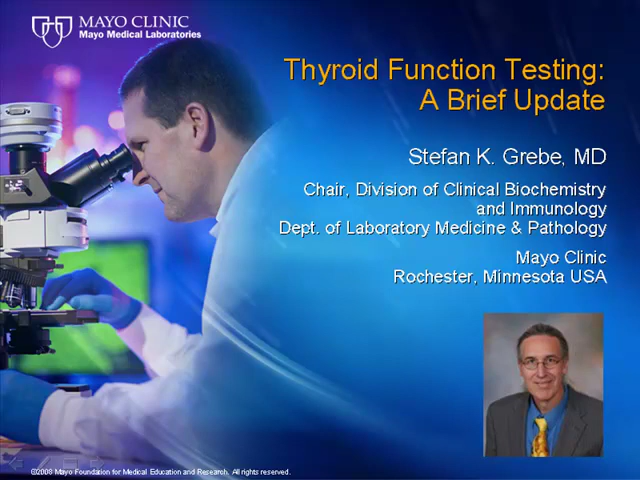 MAYO CLINIC
Mayo Medical Laboratories
Thyroid Function Testing:
A Brief Update
Stefan K. Grebe, MD
Chair, Division of Clinical Biochemistry
and Immunology
Dept. of Laboratory Medicine & Pathology
Mayo Clinic
Rochester, Minnesota USA
©2008 Mayo Foundation for Medical Education and Research. All rights reserved.